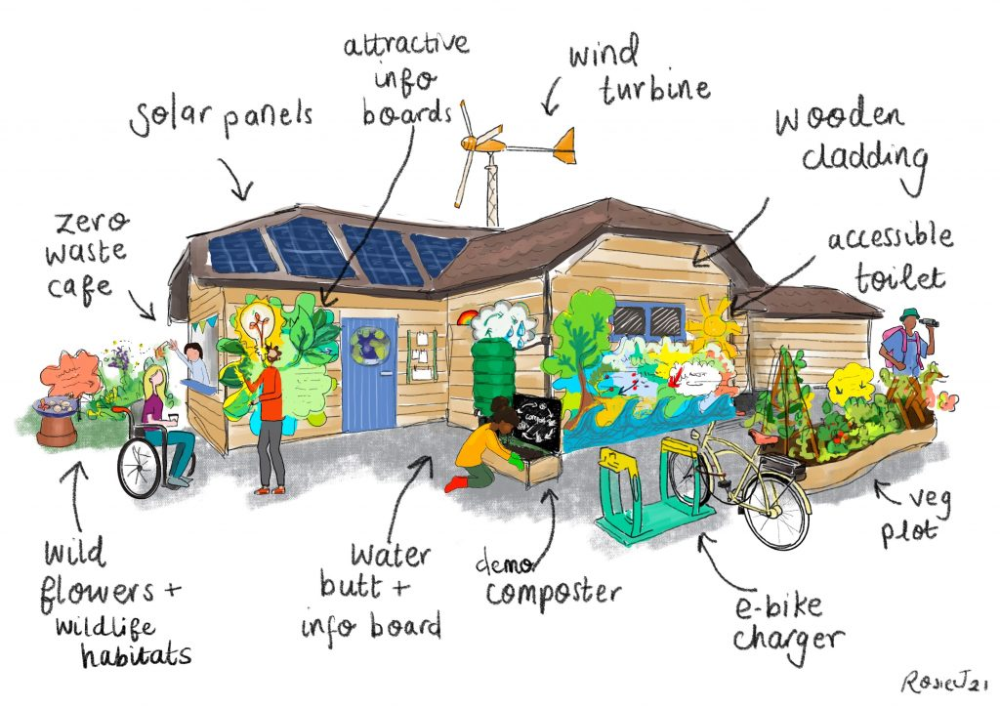 attractive
info
boards
wind
turbine
solar panels
wooden
cladding
zero
waste
cafe
accessible
toilet
wild
flowers +
wildlife
habitats
water
butt +
info board
demo
composter
e-bike
charger
veg
plot
RosieJ21